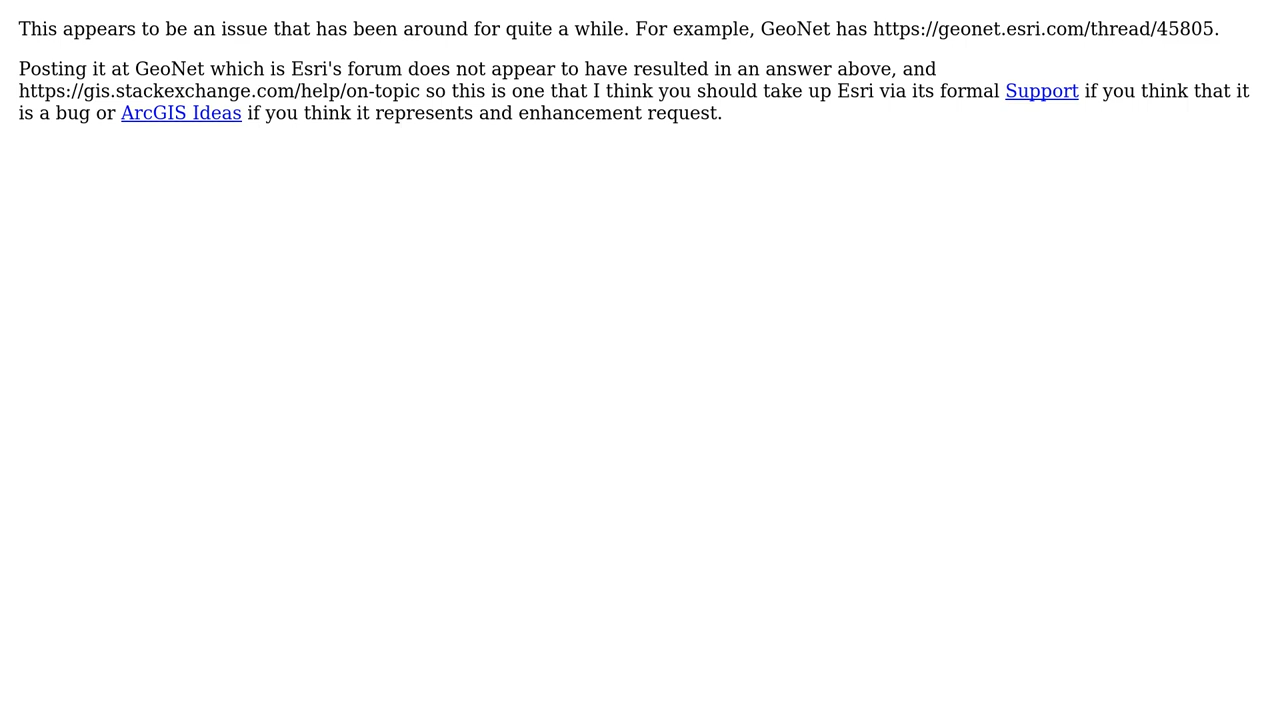 This appears to be an issue that has been around for quite a while. For example, GeoNet has https://geonet.esri.com/thread/45805.
Posting it at GeoNet which is Esri's forum does not appear to have resulted in an answer above, and
https://gis.stackexchange.com/help/on-topic so this is one that I think you should take up Esri via its formal Support if you think that it
is a bug or ArcGIS Ideas if you think it represents and enhancement request.